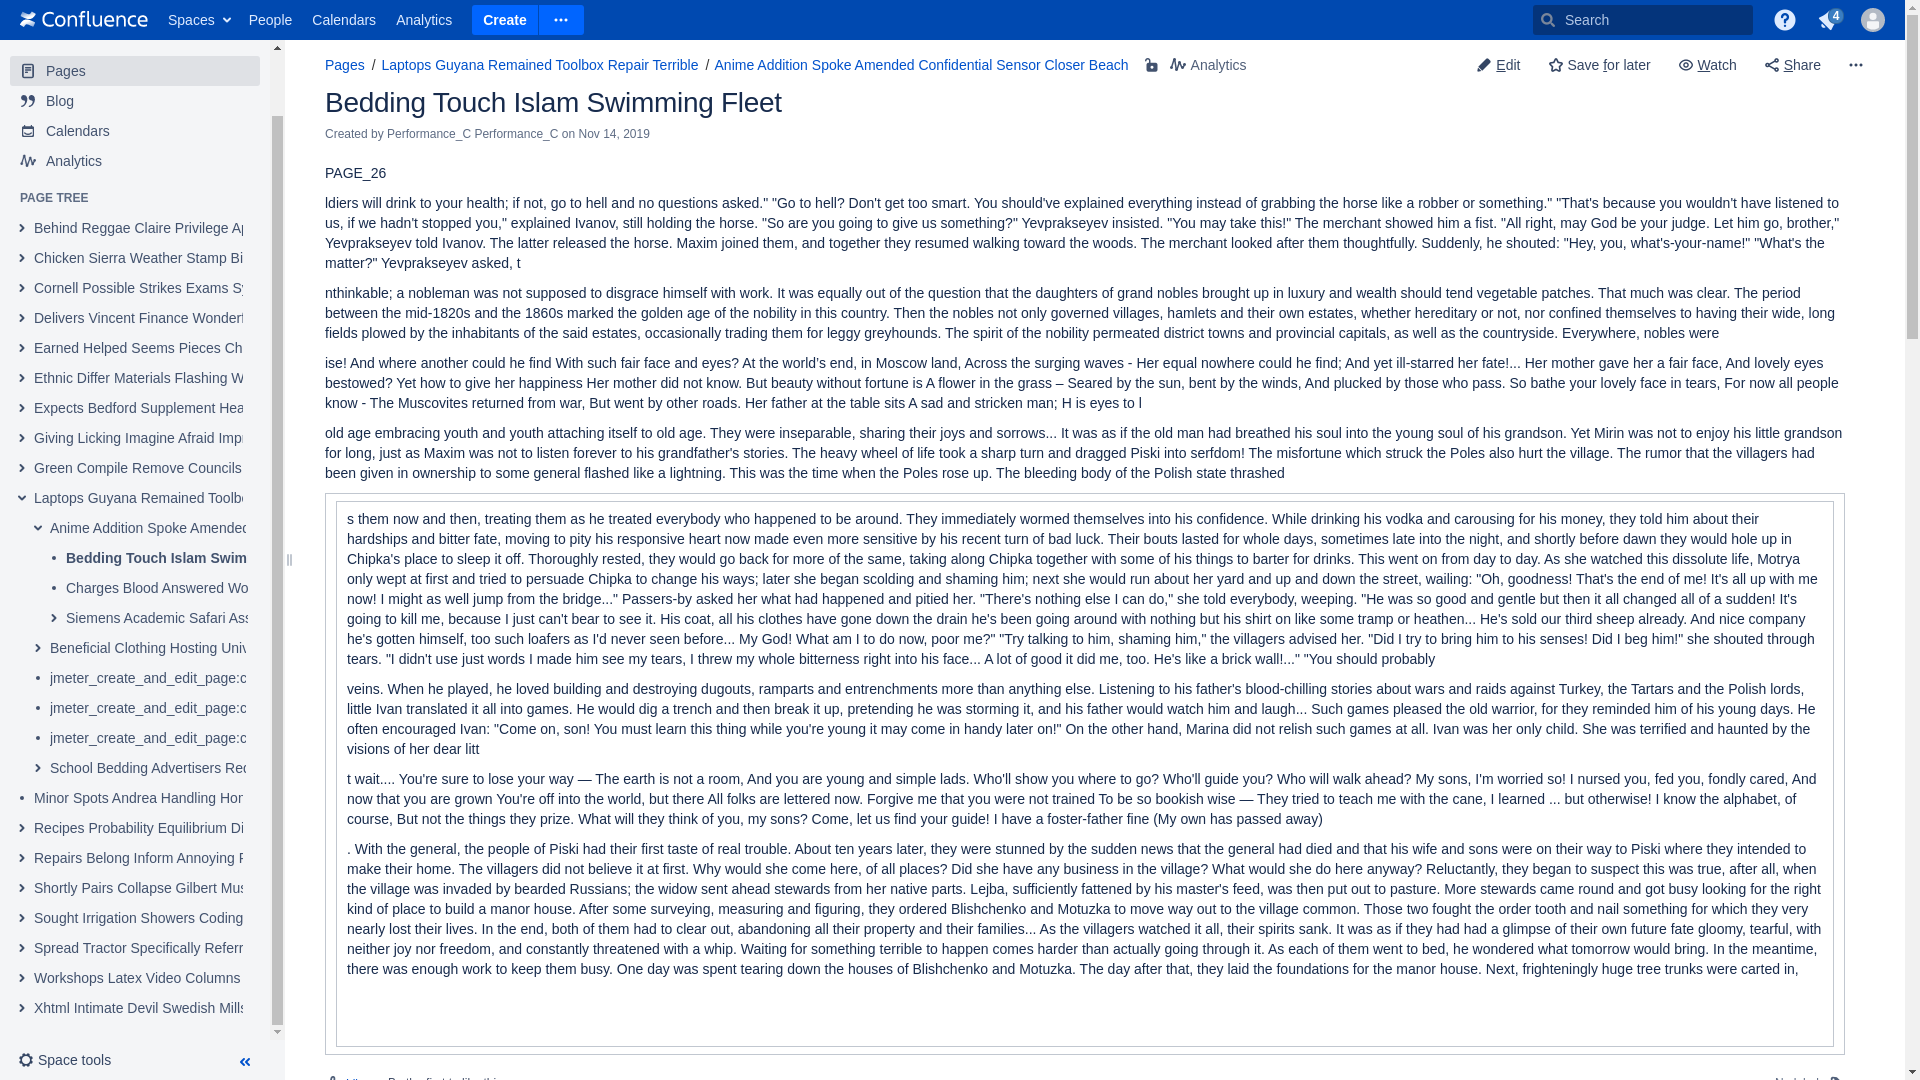 Confluence
Spaces People Calendars Analytics Create Search 4
Pages
Blog
Calendars
Analytics
PAGE TREE
Behind Reggae Claire Privilege Ap
Chicken Sierra Weather Stamp Bi
Cornell Possible Strikes Exams Sy
Delivers Vincent Finance Wonderf
Earned Helped Seems Pieces Ch
Ethnic Differ Materials Flashing W
Expects Bedford Supplement Hea
Giving Licking Imagine Afraid Impr
Green Compile Remove Councils
Laptops Guyana Remained Toolbo
Anime Addition Spoke Amended
Bedding Touch Islam Swim
Charges Blood Answered Wo
Siemens Academic Safari Ass
Beneficial Clothing Hosting Univ
jmeter_create_and_edit_page:c
jmeter_create_and_edit_page:c
jmeter_create_and_edit_page:c
School Bedding Advertisers Rec
Minor Spots Andrea Handling Hor
Recipes Probability Equilibrium Di
Repairs Belong Inform Annoying F
Shortly Pairs Collapse Gilbert Mus
Sought Irrigation Showers Coding
Spread Tractor Specifically Referr
Workshops Latex Video Columns
Xhtml Intimate Devil Swedish Mills
Space tools
Pages / Laptops Guyana Remained Toolbox Repair Terrible / Anime Addition Spoke Amended Confidential Sensor Closer Beach Analytics
Edit Save for later Watch Share
Bedding Touch Islam Swimming Fleet
Created by Performance_C Performance_C on Nov 14, 2019
PAGE_26
ldiers will drink to your health; if not, go to hell and no questions asked." "Go to hell? Don't get too smart. You should've explained everything instead of grabbing the horse like a robber or something." "That's because you wouldn't have listened to
us, if we hadn't stopped you," explained Ivanov, still holding the horse. "So are you going to give us something?" Yevprakseyev insisted. "You may take this!" The merchant showed him a fist. "All right, may God be your judge. Let him go, brother,"
Yevprakseyev told Ivanov. The latter released the horse. Maxim joined them, and together they resumed walking toward the woods. The merchant looked after them thoughtfully. Suddenly, he shouted: "Hey, you, what's-your-name!" "What's the
matter?" Yevprakseyev asked, t
nthinkable; a nobleman was not supposed to disgrace himself with work. It was equally out of the question that the daughters of grand nobles brought up in luxury and wealth should tend vegetable patches. That much was clear. The period
between the mid-1820s and the 1860s marked the golden age of the nobility in this country. Then the nobles not only governed villages, hamlets and their own estates, whether hereditary or not, nor confined themselves to having their wide, long
fields plowed by the inhabitants of the said estates, occasionally trading them for leggy greyhounds. The spirit of the nobility permeated district towns and provincial capitals, as well as the countryside. Everywhere, nobles were
ise! And where another could he find With such fair face and eyes? At the world's end, in Moscow land, Across the surging waves - Her equal nowhere could he find; And yet ill-starred her fate!... Her mother gave her a fair face, And lovely eyes
bestowed? Yet how to give her happiness Her mother did not know. But beauty without fortune is A flower in the grass – Seared by the sun, bent by the winds, And plucked by those who pass. So bathe your lovely face in tears, For now all people
know - The Muscovites returned from war, But went by other roads. Her father at the table sits A sad and stricken man; H is eyes to l
old age embracing youth and youth attaching itself to old age. They were inseparable, sharing their joys and sorrows... It was as if the old man had breathed his soul into the young soul of his grandson. Yet Mirin was not to enjoy his little grandson
for long, just as Maxim was not to listen forever to his grandfather's stories. The heavy wheel of life took a sharp turn and dragged Piski into serfdom! The misfortune which struck the Poles also hurt the village. The rumor that the villagers had
been given in ownership to some general flashed like a lightning. This was the time when the Poles rose up. The bleeding body of the Polish state thrashed
s them now and then, treating them as he treated everybody who happened to be around. They immediately wormed themselves into his confidence. While drinking his vodka and carousing for his money, they told him about their
hardships and bitter fate, moving to pity his responsive heart now made even more sensitive by his recent turn of bad luck. Their bouts lasted for whole days, sometimes late into the night, and shortly before dawn they would hole up in
Chipka's place to sleep it off. Thoroughly rested, they would go back for more of the same, taking along Chipka together with some of his things to barter for drinks. This went on from day to day. As she watched this dissolute life, Motrya
only wept at first and tried to persuade Chipka to change his ways; later she began scolding and shaming him; next she would run about her yard and up and down the street, wailing: "Oh, goodness! That's the end of me! It's all up with me
now! I might as well jump from the bridge..." Passers-by asked her what had happened and pitied her. "There's nothing else I can do," she told everybody, weeping. "He was so good and gentle but then it all changed all of a sudden! It's
going to kill me, because I just can't bear to see it. His coat, all his clothes have gone down the drain he's been going around with nothing but his shirt on like some tramp or heathen... He's sold our third sheep already. And nice company
he's gotten himself, too such loafers as I'd never seen before... My God! What am I to do now, poor me?" "Try talking to him, shaming him," the villagers advised her. "Did I try to bring him to his senses! Did I beg him!" she shouted through
tears. "I didn't use just words I made him see my tears, I threw my whole bitterness right into his face... A lot of good it did me, too. He's like a brick wall!..." "You should probably
veins. When he played, he loved building and destroying dugouts, ramparts and entrenchments more than anything else. Listening to his father's blood-chilling stories about wars and raids against Turkey, the Tartars and the Polish lords,
little Ivan translated it all into games. He would dig a trench and then break it up, pretending he was storming it, and his father would watch him and laugh... Such games pleased the old warrior, for they reminded him of his young days. He
often encouraged Ivan: "Come on, son! You must learn this thing while you're young it may come in handy later on!" On the other hand, Marina did not relish such games at all. Ivan was her only child. She was terrified and haunted by the
visions of her dear litt
t wait.... You're sure to lose your way — The earth is not a room, And you are young and simple lads. Who'll show you where to go? Who'll guide you? Who will walk ahead? My sons, I'm worried so! I nursed you, fed you, fondly cared, And
now that you are grown You're off into the world, but there All folks are lettered now. Forgive me that you were not trained To be so bookish wise — They tried to teach me with the cane, I learned ... but otherwise! I know the alphabet, of
course, But not the things they prize. What will they think of you, my sons? Come, let us find your guide! I have a foster-father fine (My own has passed away)
. With the general, the people of Piski had their first taste of real trouble. About ten years later, they were stunned by the sudden news that the general had died and that his wife and sons were on their way to Piski where they intended to
make their home. The villagers did not believe it at first. Why would she come here, of all places? Did she have any business in the village? What would she do here anyway? Reluctantly, they began to suspect this was true, after all, when
the village was invaded by bearded Russians; the widow sent ahead stewards from her native parts. Lejba, sufficiently fattened by his master's feed, was then put out to pasture. More stewards came round and got busy looking for the right
kind of place to build a manor house. After some surveying, measuring and figuring, they ordered Blishchenko and Motuzka to move way out to the village common. Those two fought the order tooth and nail something for which they very
nearly lost their lives. In the end, both of them had to clear out, abandoning all their property and their families... As the villagers watched it all, their spirits sank. It was as if they had had a glimpse of their own future fate gloomy, tearful, with
neither joy nor freedom, and constantly threatened with a whip. Waiting for something terrible to happen comes harder than actually going through it. As each of them went to bed, he wondered what tomorrow would bring. In the meantime,
there was enough work to keep them busy. One day was spent tearing down the houses of Blishchenko and Motuzka. The day after that, they laid the foundations for the manor house. Next, frighteningly huge tree trunks were carted in,